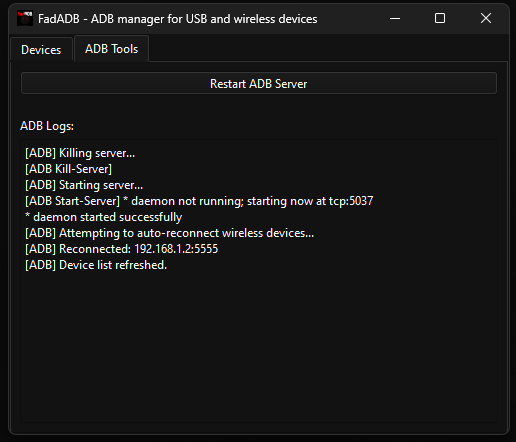 FadADB - ADB manager for USB and wireless devices
Devices
ADB Tools
Restart ADB Server
ADB Logs:
[ADB] Killing server...
[ADB Kill-Server]
[ADB] Starting server...
[ADB Start-Server] * daemon not running; starting now at tcp:5037
* daemon started successfully
[ADB] Attempting to auto-reconnect wireless devices...
[ADB] Reconnected: 192.168.1.2:5555
[ADB] Device list refreshed.